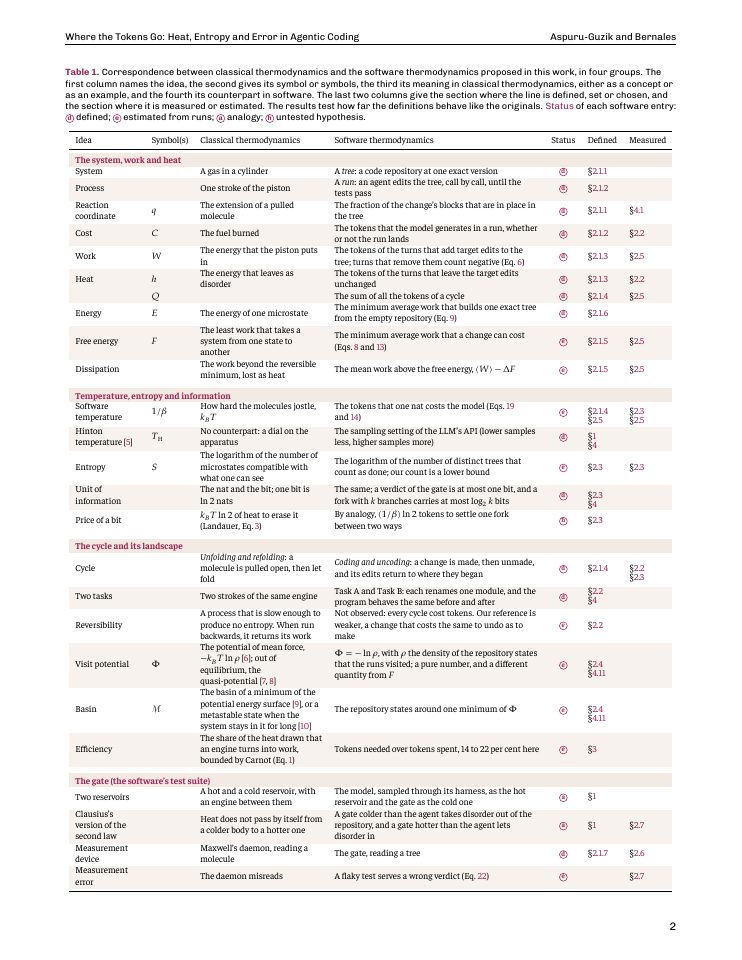 Where the Tokens Go: Heat, Entropy and Error in Agentic Coding Aspuru-Guzik and Bernales
Table 1. Correspondence between classical thermodynamics and the software thermodynamics proposed in this work, in four groups. The
first column names the idea, the second gives its symbol or symbols, the third its meaning in classical thermodynamics, either as a concept or
as an example, and the fourth its counterpart in software. The last two columns give the section where the line is defined, set or chosen, and
the section where it is measured or estimated. The results test how far the definitions behave like the originals. Status of each software entry:
ⓓ defined; ⓔ estimated from runs; ⓐ analogy; ⓗ untested hypothesis.
Idea Symbol(s) Classical thermodynamics Software thermodynamics Status Defined Measured
The system, work and heat
System A gas in a cylinder A tree: a code repository at one exact version ⓓ §2.1.1
Process One stroke of the piston A run: an agent edits the tree, call by call, until the
tests pass ⓓ §2.1.2
Reaction
coordinate q The extension of a pulled
molecule The fraction of the change's blocks that are in place in
the tree ⓓ §2.1.1 §4.1
Cost C The fuel burned The tokens that the model generates in a run, whether
or not the run lands ⓓ §2.1.2 §2.2
Work W The energy that the piston puts
in The tokens of the turns that add target edits to the
tree; turns that remove them count negative (Eq. 6) ⓓ §2.1.3 §2.5
Heat h The energy that leaves as
disorder The tokens of the turns that leave the target edits
unchanged ⓓ §2.1.3 §2.2
Q The sum of all the tokens of a cycle ⓓ §2.1.4 §2.5
Energy E The energy of one microstate The minimum average work that builds one exact tree
from the empty repository (Eq. 9) ⓓ §2.1.6
Free energy F The least work that takes a
system from one state to
another The minimum average work that a change can cost
(Eqs. 8 and 13) ⓔ §2.1.5 §2.5
Dissipation The work beyond the reversible
minimum, lost as heat The mean work above the free energy, ⟨W⟩ − ΔF ⓔ §2.1.5 §2.5
Temperature, entropy and information
Software
temperature 1/β How hard the molecules jostle,
k_B T The tokens that one nat costs the model (Eqs. 19
and 14) ⓔ §2.1.4
§2.5 §2.3
§2.5
Hinton
temperature [5] T_H No counterpart: a dial on the
apparatus The sampling setting of the LLM's API (lower samples
less, higher samples more) ⓓ §1
§4
Entropy S The logarithm of the number of
microstates compatible with
what one can see The logarithm of the number of distinct trees that
count as done; our count is a lower bound ⓔ §2.3 §2.3
Unit of
information The nat and the bit; one bit is
ln 2 nats The same; a verdict of the gate is at most one bit, and a
fork with k branches carries at most log₂ k bits ⓓ §2.3
§4
Price of a bit k_B T ln 2 of heat to erase it
(Landauer, Eq. 3) By analogy, (1/β) ln 2 tokens to settle one fork
between two ways ⓗ §2.3
The cycle and its landscape
Cycle Unfolding and refolding: a
molecule is pulled open, then let
fold Coding and uncoding: a change is made, then unmade,
and its edits return to where they began ⓓ §2.1.4 §2.2
§2.3
Two tasks Two strokes of the same engine Task A and Task B: each renames one module, and the
program behaves the same before and after ⓓ §2.2
§4
Reversibility A process that is slow enough to
produce no entropy. When run
backwards, it returns its work Not observed: every cycle cost tokens. Our reference is
weaker, a change that costs the same to undo as to
make ⓔ §2.2
Visit potential Φ The potential of mean force,
−k_B T ln ρ [6]; out of
equilibrium, the
quasi-potential [7, 8] Φ = − ln ρ, with ρ the density of the repository states
that the runs visited; a pure number, and a different
quantity from F §2.4
§4.11
Basin ℳ The basin of a minimum of the
potential energy surface [9], or a
metastable state when the
system stays in it for long [10] The repository states around one minimum of Φ §2.4
§4.11
Efficiency The share of the heat drawn that
an engine turns into work,
bounded by Carnot (Eq. 1) Tokens needed over tokens spent, 14 to 22 per cent here §3
The gate (the software's test suite)
Two reservoirs A hot and a cold reservoir, with
an engine between them The model, sampled through its harness, as the hot
reservoir and the gate as the cold one §1
Clausius's
version of the
second law Heat does not pass by itself from
a colder body to a hotter one A gate colder than the agent takes disorder out of the
repository, and a gate hotter than the agent lets
disorder in §1 §2.7
Measurement
device Maxwell's daemon, reading a
molecule The gate, reading a tree ⓓ §2.1.7 §2.6
Measurement
error The daemon misreads A flaky test serves a wrong verdict (Eq. 22) ⓔ §2.7
2